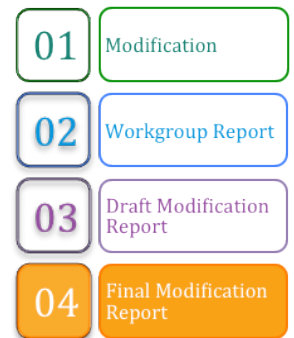 01
Modification
02
Workgroup Report
03
Draft Modification
Report
04
Final Modification
Report